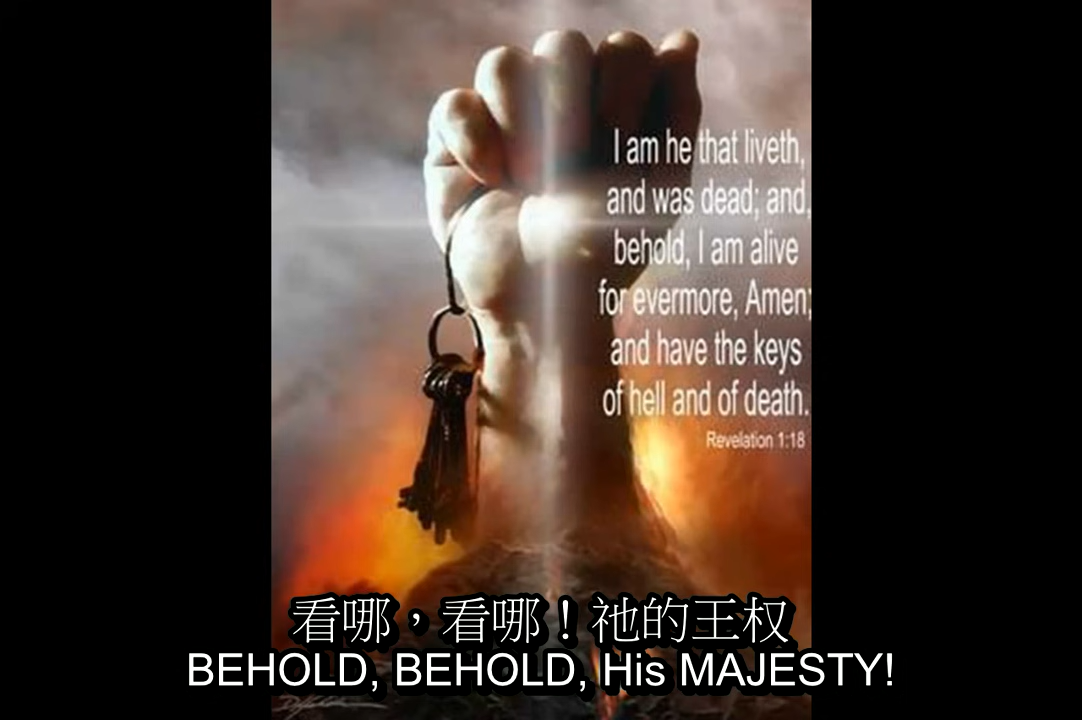 I am he that liveth,
and was dead; and,
behold, I am alive
for evermore, Amen;
and have the keys
of hell and of death.
Revelation 1:18
看哪，看哪！祂的王权
BEHOLD, BEHOLD, His MAJESTY!